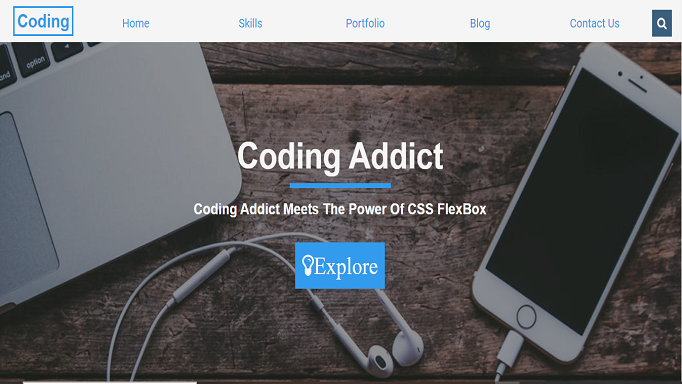 Coding
Home
Skills
Portfolio
Blog
Contact Us
option
Coding Addict
Coding Addict Meets The Power Of CSS FlexBox
Explore